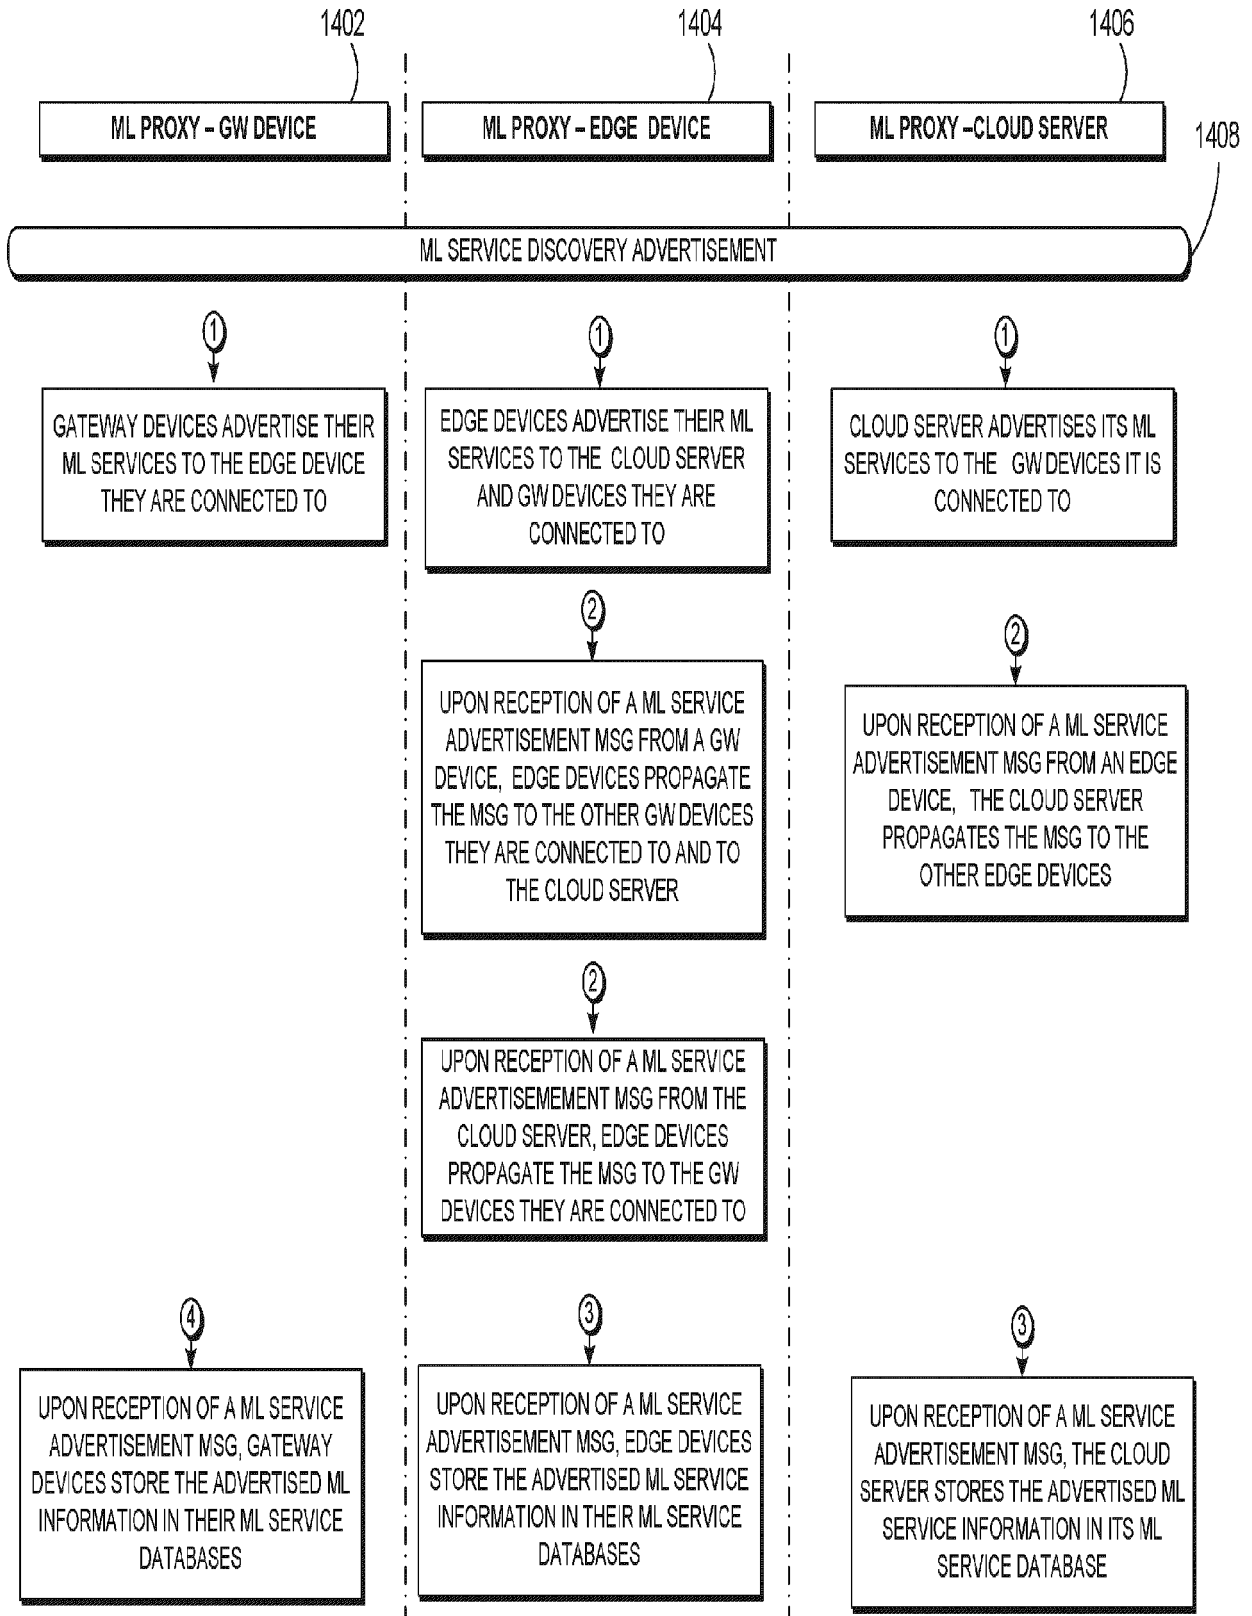 1402
1404
1406
ML PROXY – GW DEVICE
ML PROXY – EDGE DEVICE
ML PROXY –CLOUD SERVER
1408
ML SERVICE DISCOVERY ADVERTISEMENT
1
GATEWAY DEVICES ADVERTISE THEIR
ML SERVICES TO THE EDGE DEVICE
THEY ARE CONNECTED TO
1
EDGE DEVICES ADVERTISE THEIR ML
SERVICES TO THE CLOUD SERVER
AND GW DEVICES THEY ARE
CONNECTED TO
1
CLOUD SERVER ADVERTISES ITS ML
SERVICES TO THE GW DEVICES IT IS
CONNECTED TO
2
UPON RECEPTION OF A ML SERVICE
ADVERTISEMENT MSG FROM A GW
DEVICE, EDGE DEVICES PROPAGATE
THE MSG TO THE OTHER GW DEVICES
THEY ARE CONNECTED TO AND TO
THE CLOUD SERVER
2
UPON RECEPTION OF A ML SERVICE
ADVERTISEMENT MSG FROM AN EDGE
DEVICE, THE CLOUD SERVER
PROPAGATES THE MSG TO THE
OTHER EDGE DEVICES
2
UPON RECEPTION OF A ML SERVICE
ADVERTISEMEMENT MSG FROM THE
CLOUD SERVER, EDGE DEVICES
PROPAGATE THE MSG TO THE GW
DEVICES THEY ARE CONNECTED TO
4
UPON RECEPTION OF A ML SERVICE
ADVERTISEMENT MSG, GATEWAY
DEVICES STORE THE ADVERTISED ML
INFORMATION IN THEIR ML SERVICE
DATABASES
3
UPON RECEPTION OF A ML SERVICE
ADVERTISEMENT MSG, EDGE DEVICES
STORE THE ADVERTISED ML SERVICE
INFORMATION IN THEIR ML SERVICE
DATABASES
3
UPON RECEPTION OF A ML SERVICE
ADVERTISEMENT MSG, THE CLOUD
SERVER STORES THE ADVERTISED ML
SERVICE INFORMATION IN ITS ML
SERVICE DATABASE